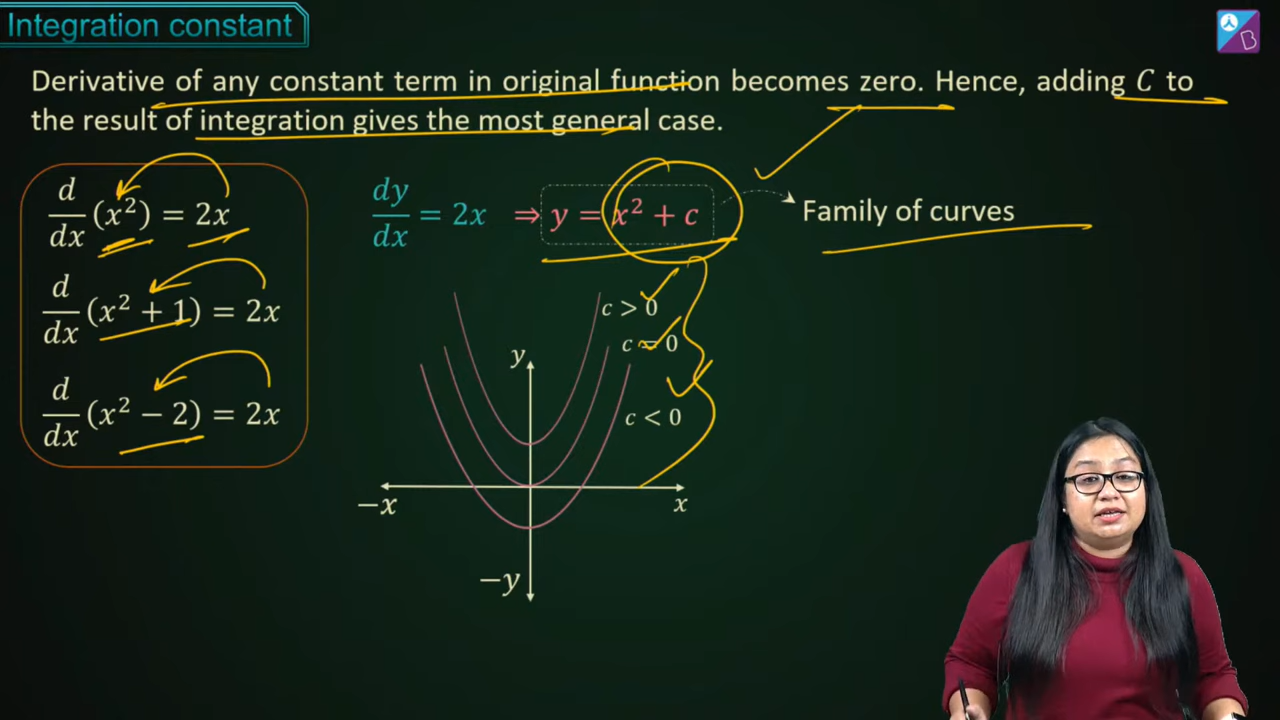 Integration constant
Derivative of any constant term in original function becomes zero. Hence, adding C to
the result of integration gives the most general case.
d/dx (x²) = 2x
d/dx (x² + 1) = 2x
d/dx (x² − 2) = 2x
dy/dx = 2x ⇒ y = x² + c
Family of curves
c > 0
c = 0
c < 0
y
−x
x
−y
B